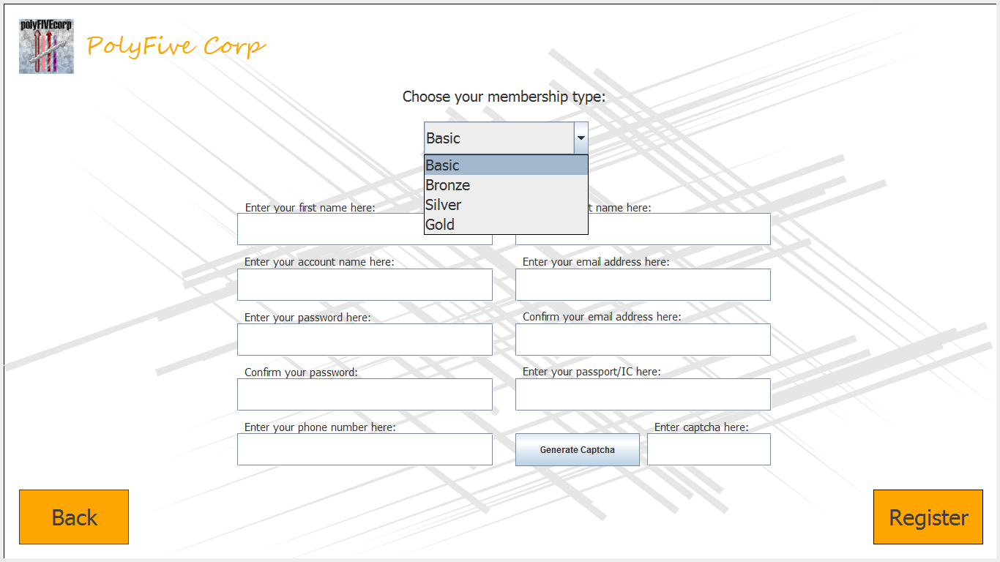 polyFIVEcorp
PolyFive Corp
Choose your membership type:
Basic
Basic
Bronze
Silver
Gold
Enter your first name here:
t name here:
Enter your account name here:
Enter your email address here:
Enter your password here:
Confirm your email address here:
Confirm your password:
Enter your passport/IC here:
Enter your phone number here:
Generate Captcha
Enter captcha here:
Back
Register